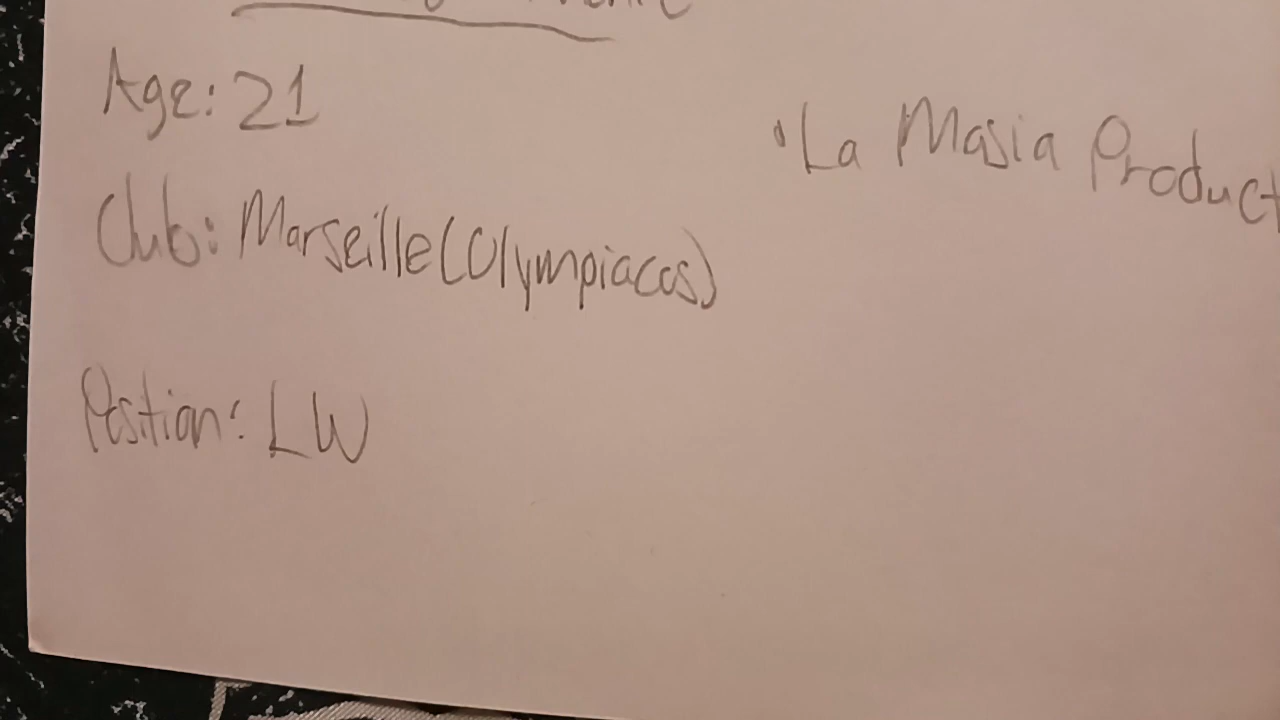 Age: 21
• La Masia Product
Club: Marseille (Olympiacos)
Position: LW